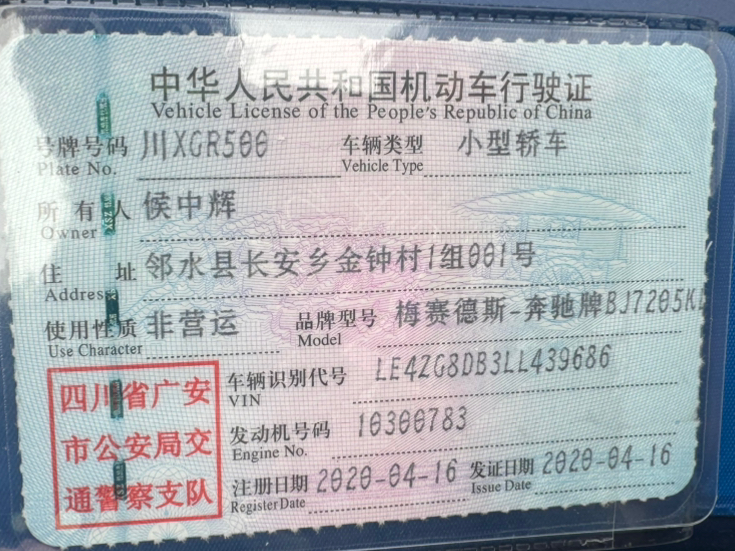 中华人民共和国机动车行驶证
Vehicle License of the People's Republic of China
号牌号码 川XGR500 车辆类型 小型轿车
Plate No. Vehicle Type
所有人 侯中辉
Owner
住址 邻水县长安乡金钟村1组001号
Address
使用性质 非营运 品牌型号 梅赛德斯-奔驰牌BJ7205K
Use Character Model
四川省广安
市公安局交
通警察支队
车辆识别代号 LE4ZG8DB3LL439686
VIN
发动机号码 10300783
Engine No.
注册日期 2020-04-16 发证日期 2020-04-16
Register Date Issue Date